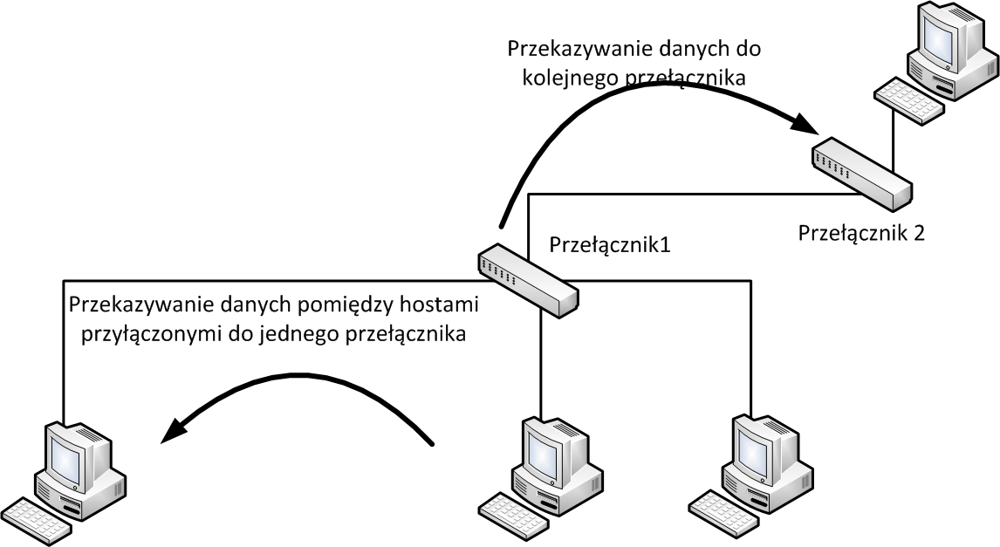 Przekazywanie danych do
kolejnego przełącznika
Przełącznik 2
Przełącznik1
Przekazywanie danych pomiędzy hostami
przyłączonymi do jednego przełącznika